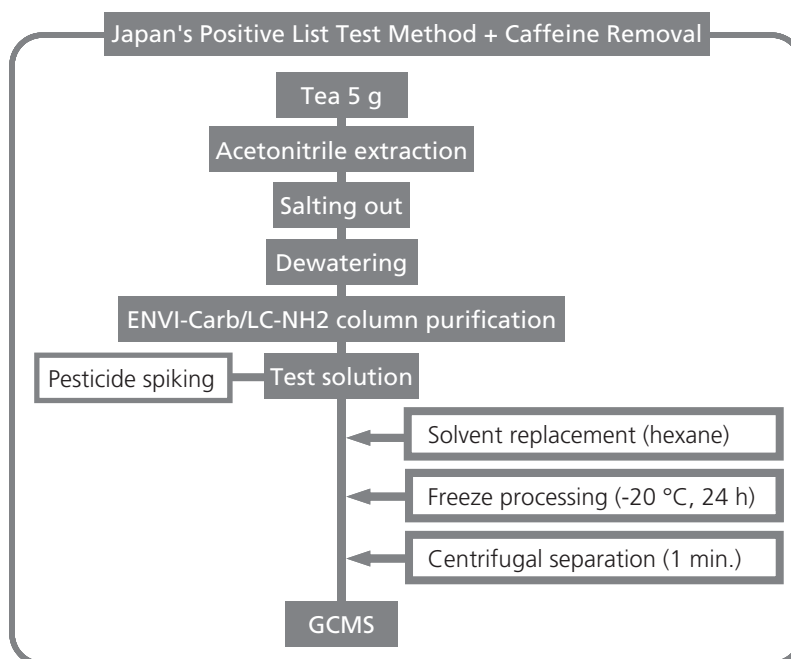 Japan's Positive List Test Method + Caffeine Removal
Tea 5 g
Acetonitrile extraction
Salting out
Dewatering
ENVI-Carb/LC-NH2 column purification
Pesticide spiking
Test solution
Solvent replacement (hexane)
Freeze processing (-20 °C, 24 h)
Centrifugal separation (1 min.)
GCMS